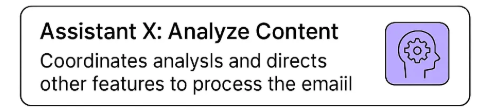 Assistant X: Analyze Content
Coordinates analysls and directs
other features to process the emaiil